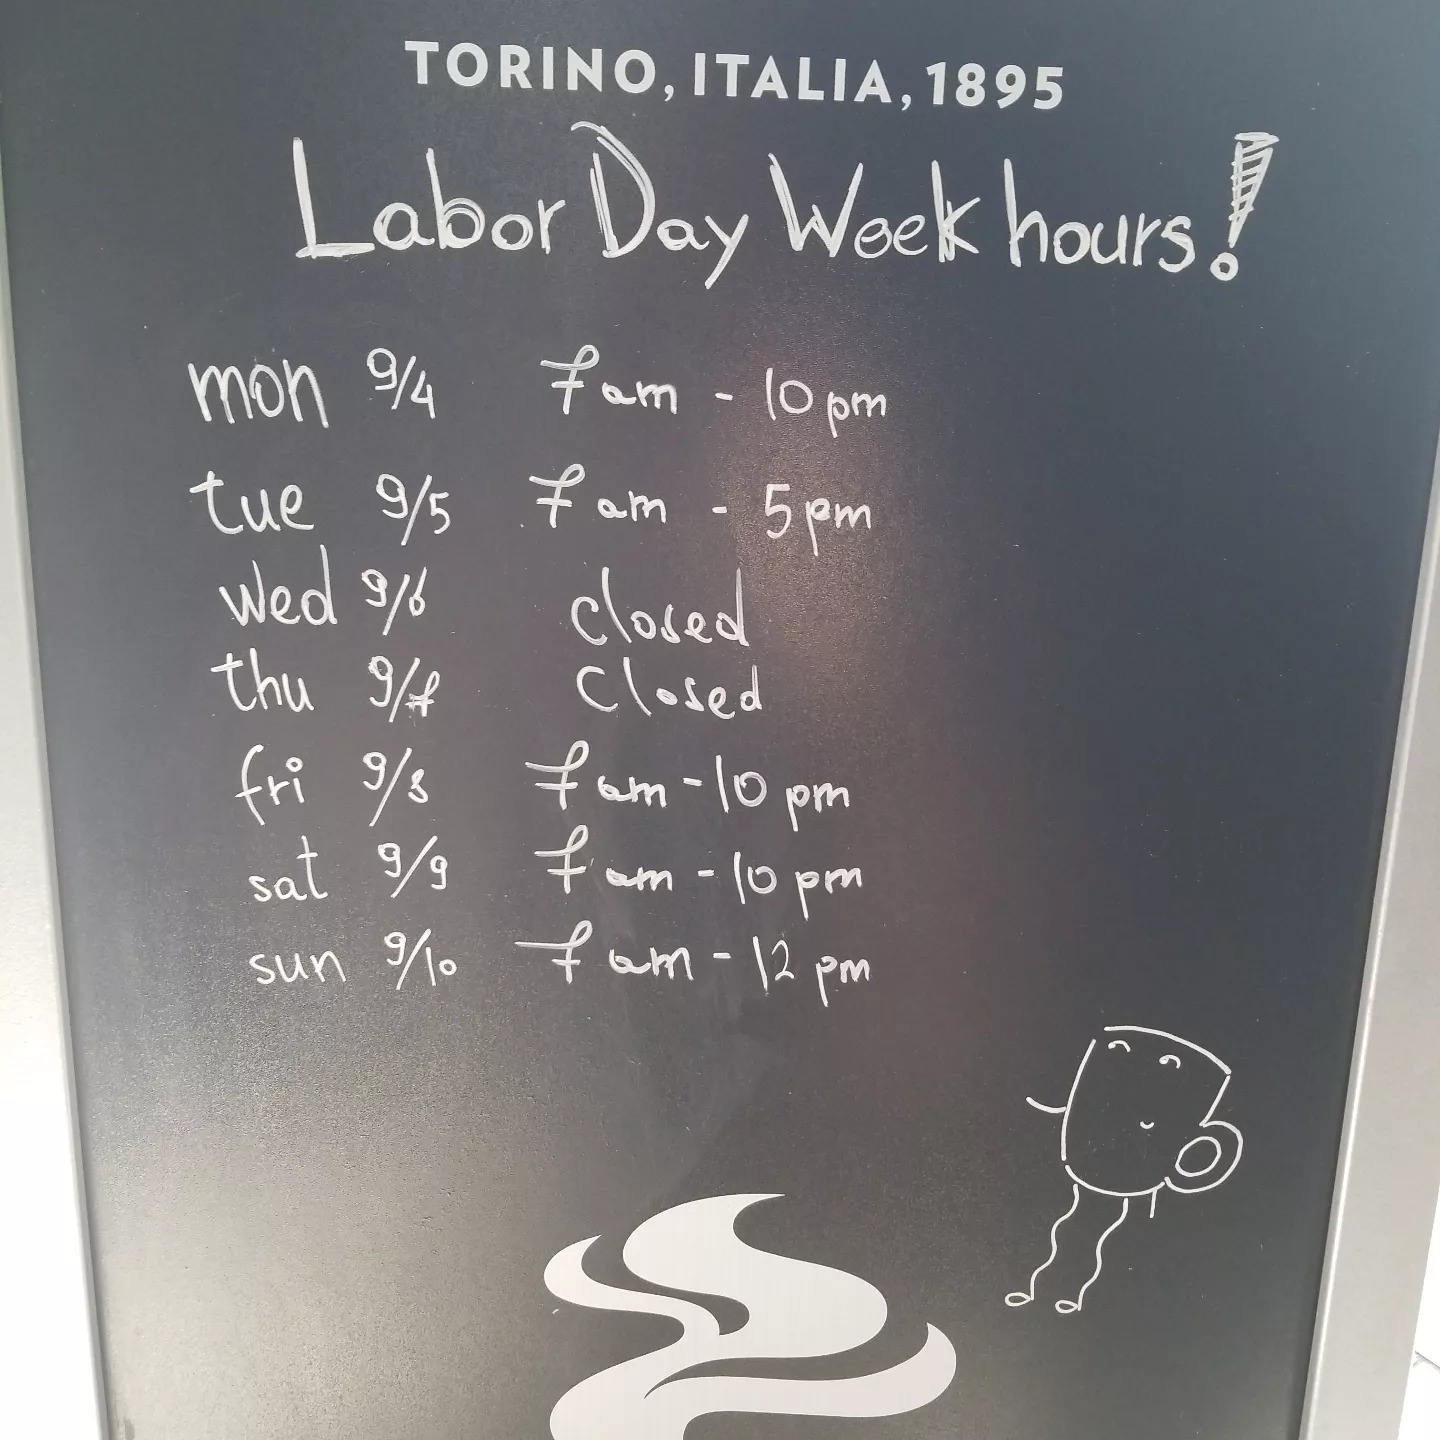 TORINO, ITALIA, 1895
Labor Day Week hours!
mon 9/4 7am - 10pm
tue 9/5 7am - 5pm
wed 9/6 closed
thu 9/7 Closed
fri 9/8 7am - 10pm
sat 9/9 7am - 10pm
sun 9/10 7am - 12pm